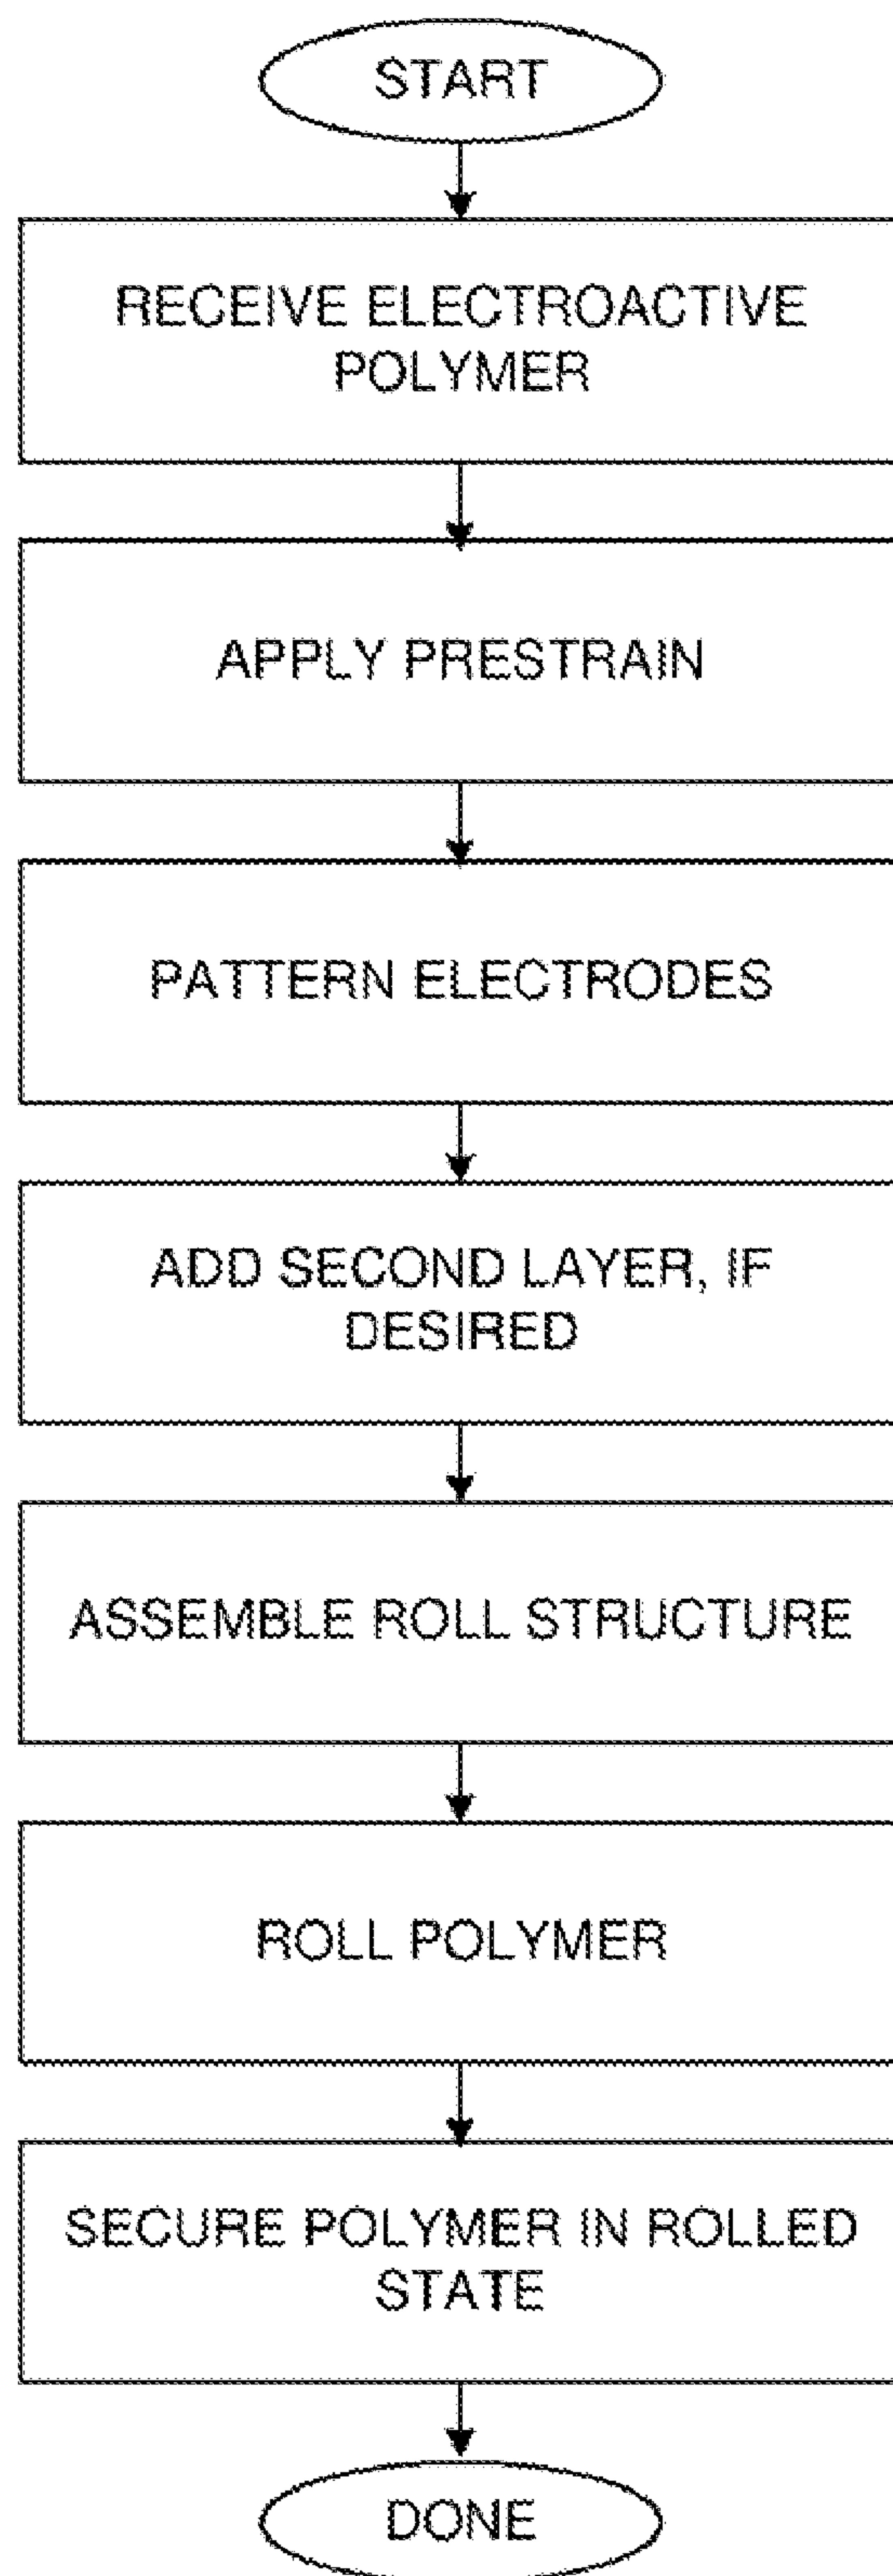 START
RECEIVE ELECTROACTIVE
POLYMER
APPLY PRESTRAIN
PATTERN ELECTRODES
ADD SECOND LAYER, IF
DESIRED
ASSEMBLE ROLL STRUCTURE
ROLL POLYMER
SECURE POLYMER IN ROLLED
STATE
DONE